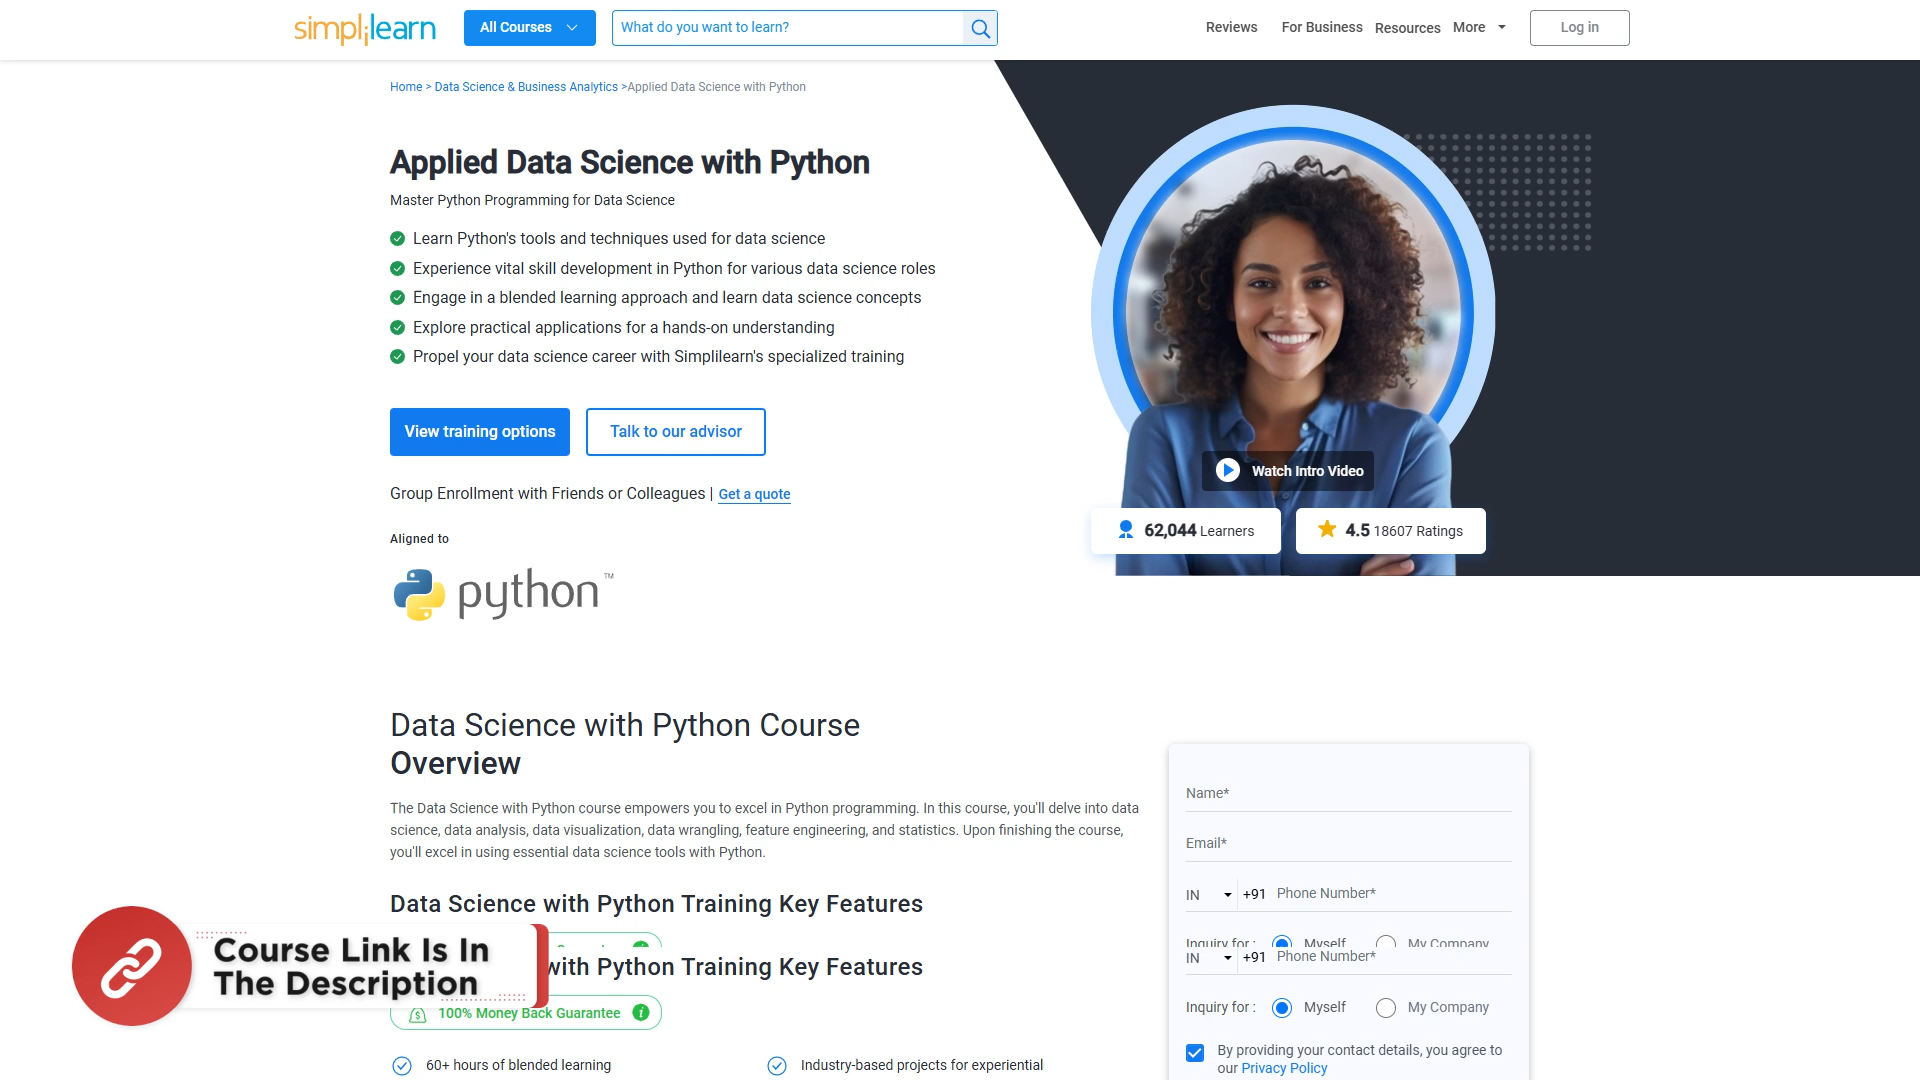 simplilearn
All Courses
What do you want to learn?
Reviews
For Business
Resources
More
Log in
Home > Data Science & Business Analytics >Applied Data Science with Python
Applied Data Science with Python
Master Python Programming for Data Science
Learn Python's tools and techniques used for data science
Experience vital skill development in Python for various data science roles
Engage in a blended learning approach and learn data science concepts
Explore practical applications for a hands-on understanding
Propel your data science career with Simplilearn's specialized training
View training options
Talk to our advisor
Group Enrollment with Friends or Colleagues | Get a quote
Aligned to
python™
Watch Intro Video
62,044 Learners
4.5 18607 Ratings
Data Science with Python Course
Overview
The Data Science with Python course empowers you to excel in Python programming. In this course, you'll delve into data
science, data analysis, data visualization, data wrangling, feature engineering, and statistics. Upon finishing the course,
you'll excel in using essential data science tools with Python.
Data Science with Python Training Key Features
with Python Training Key Features
100% Money Back Guarantee
60+ hours of blended learning
Industry-based projects for experiential
Course Link Is In
The Description
Name*
Email*
IN +91 Phone Number*
Inquiry for : Myself My Company
IN +91 Phone Number*
Inquiry for : Myself My Company
By providing your contact details, you agree to
our Privacy Policy